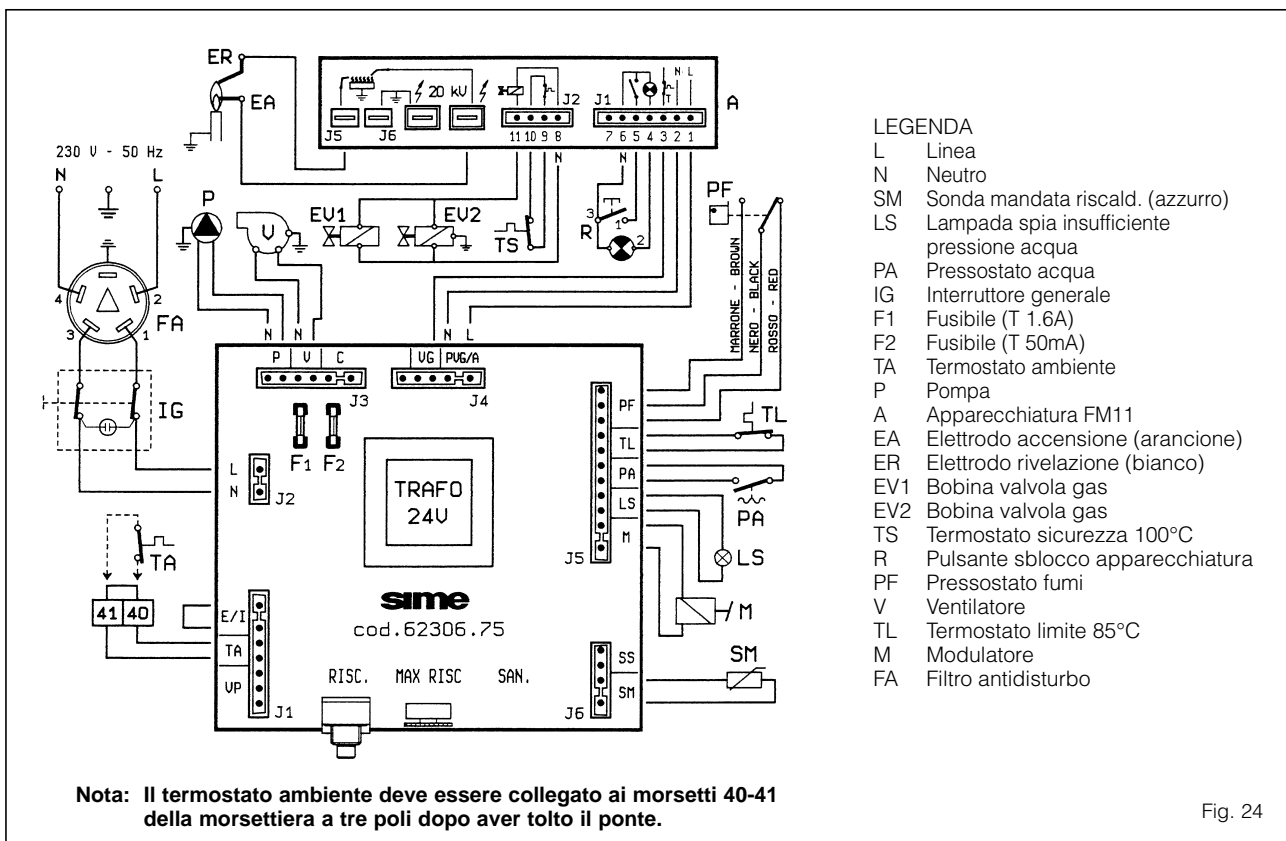 ER
EA
20 kV
J5
J6
J2
11 10 9 8
J1
N L
7 6 5 4 3 2 1
A
N
N
230 V - 50 Hz
N
L
P
V
EV1
EV2
TS
3
1
R
2
PF
MARRONE - BROWN
NERO - BLACK
ROSSO - RED
4
2
3
1
FA
N N
N L
P V C
J3
VG PVG/A
J4
IG
F1 F2
L
N
J2
TRAFO
24V
PF
TL
PA
LS
M
J5
TL
PA
LS
M
TA
41 40
E/I
TA
VP
J1
sime
cod.62306.75
RISC. MAX RISC SAN.
SS
SM
J6
SM
LEGENDA
L Linea
N Neutro
SM Sonda mandata riscald. (azzurro)
LS Lampada spia insufficiente
pressione acqua
PA Pressostato acqua
IG Interruttore generale
F1 Fusibile (T 1.6A)
F2 Fusibile (T 50mA)
TA Termostato ambiente
P Pompa
A Apparecchiatura FM11
EA Elettrodo accensione (arancione)
ER Elettrodo rivelazione (bianco)
EV1 Bobina valvola gas
EV2 Bobina valvola gas
TS Termostato sicurezza 100°C
R Pulsante sblocco apparecchiatura
PF Pressostato fumi
V Ventilatore
TL Termostato limite 85°C
M Modulatore
FA Filtro antidisturbo
Nota: Il termostato ambiente deve essere collegato ai morsetti 40-41
della morsettiera a tre poli dopo aver tolto il ponte.
Fig. 24